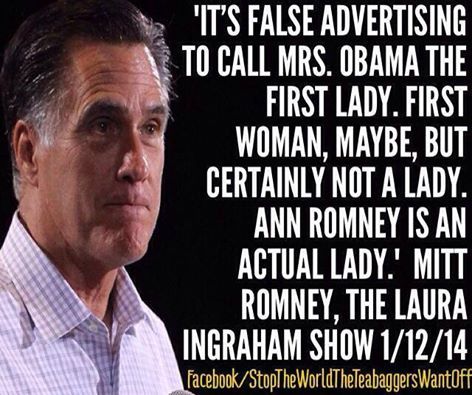 'IT'S FALSE ADVERTISING
TO CALL MRS. OBAMA THE
FIRST LADY. FIRST
WOMAN, MAYBE, BUT
CERTAINLY NOT A LADY.
ANN ROMNEY IS AN
ACTUAL LADY.' MITT
ROMNEY, THE LAURA
INGRAHAM SHOW 1/12/14
Facebook/StopTheWorldTheTeabaggersWantOff